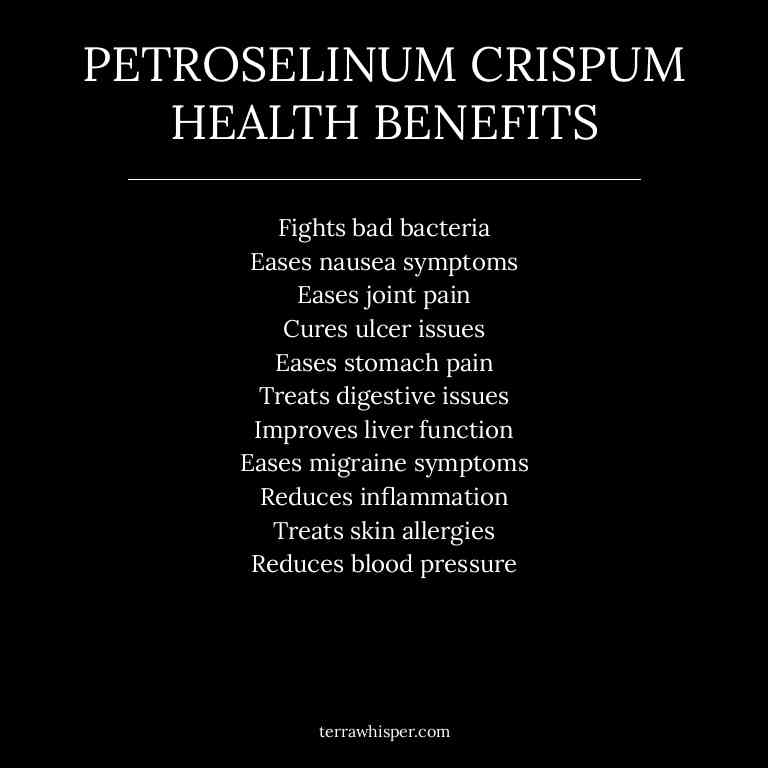 PETROSELINUM CRISPUM
HEALTH BENEFITS
Fights bad bacteria
Eases nausea symptoms
Eases joint pain
Cures ulcer issues
Eases stomach pain
Treats digestive issues
Improves liver function
Eases migraine symptoms
Reduces inflammation
Treats skin allergies
Reduces blood pressure
terrawhisper.com